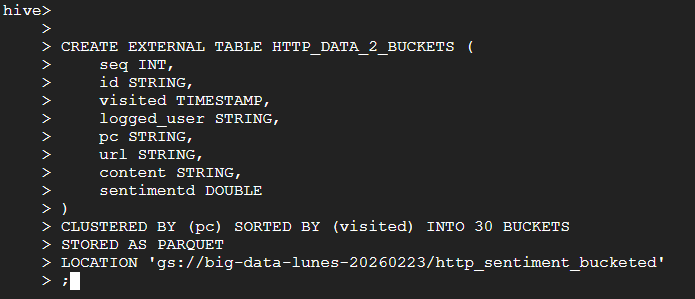 hive>
    >
    > CREATE EXTERNAL TABLE HTTP_DATA_2_BUCKETS (
    >     seq INT,
    >     id STRING,
    >     visited TIMESTAMP,
    >     logged_user STRING,
    >     pc STRING,
    >     url STRING,
    >     content STRING,
    >     sentimentd DOUBLE
    > )
    > CLUSTERED BY (pc) SORTED BY (visited) INTO 30 BUCKETS
    > STORED AS PARQUET
    > LOCATION 'gs://big-data-lunes-20260223/http_sentiment_bucketed'
    > ;